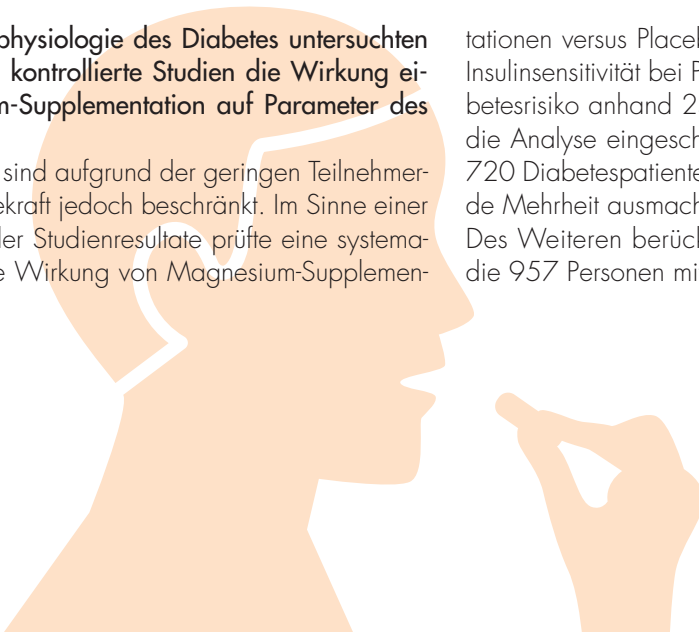 physiologie des Diabetes untersuchten
kontrollierte Studien die Wirkung ei-
m-Supplementation auf Parameter des
sind aufgrund der geringen Teilnehmer-
ekraft jedoch beschränkt. Im Sinne einer
der Studienresultate prüfte eine systema-
e Wirkung von Magnesium-Supplemen-
tationen versus Placeb
Insulinsensitivität bei P
betesrisiko anhand 2
die Analyse eingesch
720 Diabetespatiente
de Mehrheit ausmach
Des Weiteren berück
die 957 Personen mi